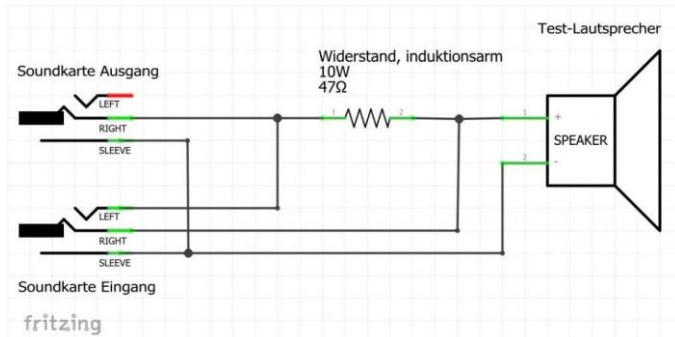 Test-Lautsprecher
Widerstand, induktionsarm
10W
47Ω
Soundkarte Ausgang
LEFT
RIGHT
SLEEVE
1
2
1
+
SPEAKER
2
-
LEFT
RIGHT
SLEEVE
Soundkarte Eingang
fritzing